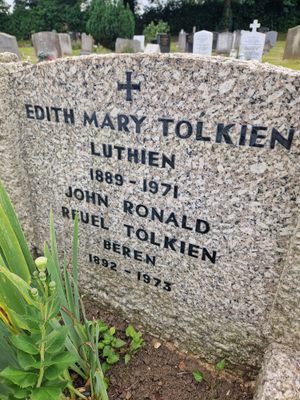 EDITH MARY TOLKIEN
LUTHIEN
1889 - 1971
JOHN RONALD
REUEL TOLKIEN
BEREN
1892 - 1973